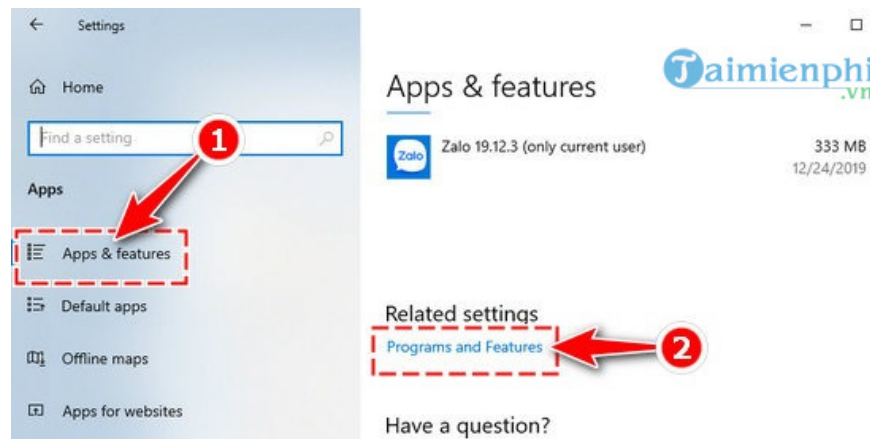 Settings
Home
Find a setting
1
Apps
Apps & features
Default apps
Offline maps
Apps for websites
Taimienphi
.vn
Apps & features
Zalo
Zalo 19.12.3 (only current user)
333 MB
12/24/2019
Related settings
Programs and Features
2
Have a question?